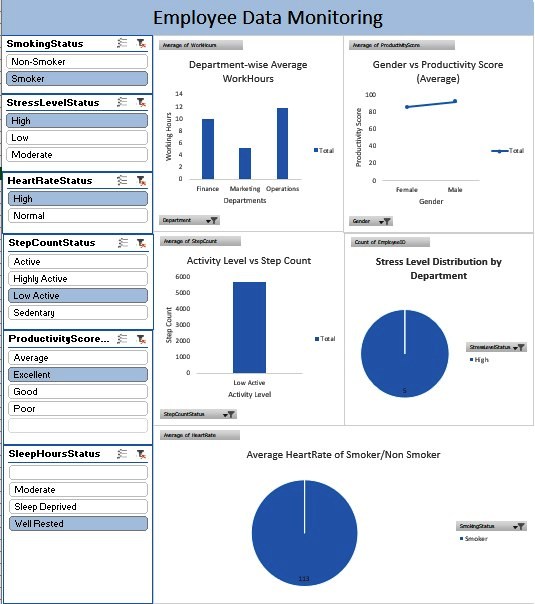 Employee Data Monitoring
SmokingStatus
Non-Smoker
Smoker
StressLevelStatus
High
Low
Moderate
HeartRateStatus
High
Normal
StepCountStatus
Active
Highly Active
Low Active
Sedentary
ProductivityScore...
Average
Excellent
Good
Poor
SleepHoursStatus
Moderate
Sleep Deprived
Well Rested
Average of WorkHours
Department-wise Average
WorkHours
14
12
10
8
6
4
2
0
Working Hours
Finance Marketing Operations
Departments
Total
Department
Average of ProductivityScore
Gender vs Productivity Score
(Average)
100
80
60
40
20
0
Productivity Score
Female Male
Gender
Total
Gender
Average of StepCount
Activity Level vs Step Count
6000
5000
4000
3000
2000
1000
0
Step Count
Low Active
Activity Level
Total
StepCountStatus
Count of EmployeeID
Stress Level Distribution by
Department
StressLevelStatus
High
Average of HeartRate
Average HeartRate of Smoker/Non Smoker
113
SmokingStatus
Smoker